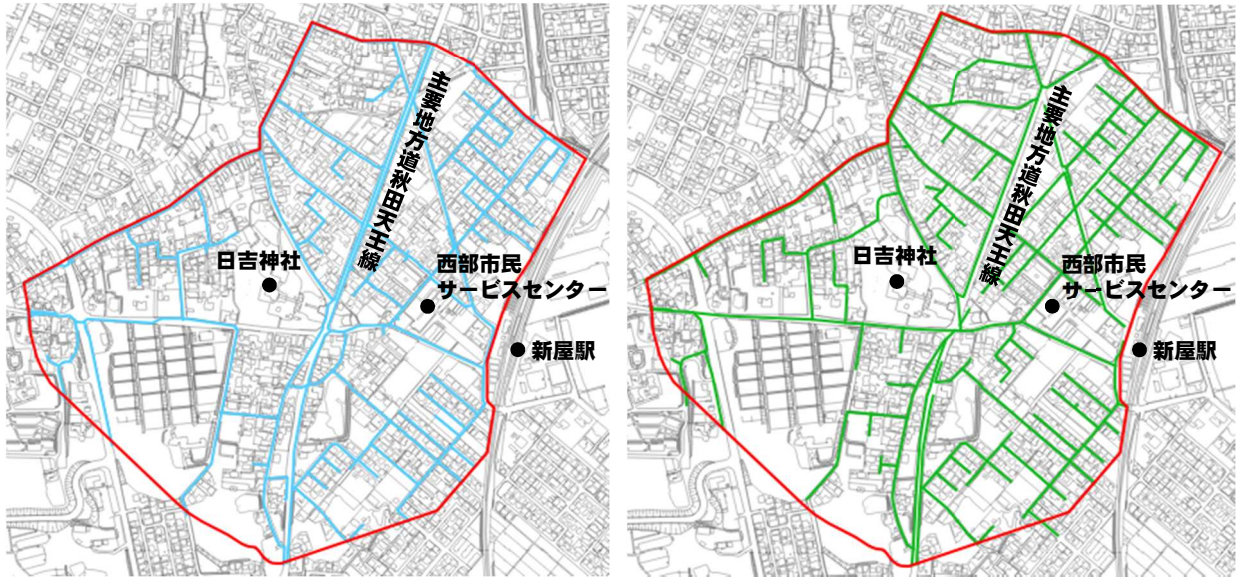 主要地方道秋田天王線
日吉神社
西部市民
サービスセンター
新屋駅
主要地方道秋田天王線
日吉神社
西部市民
サービスセンター
新屋駅